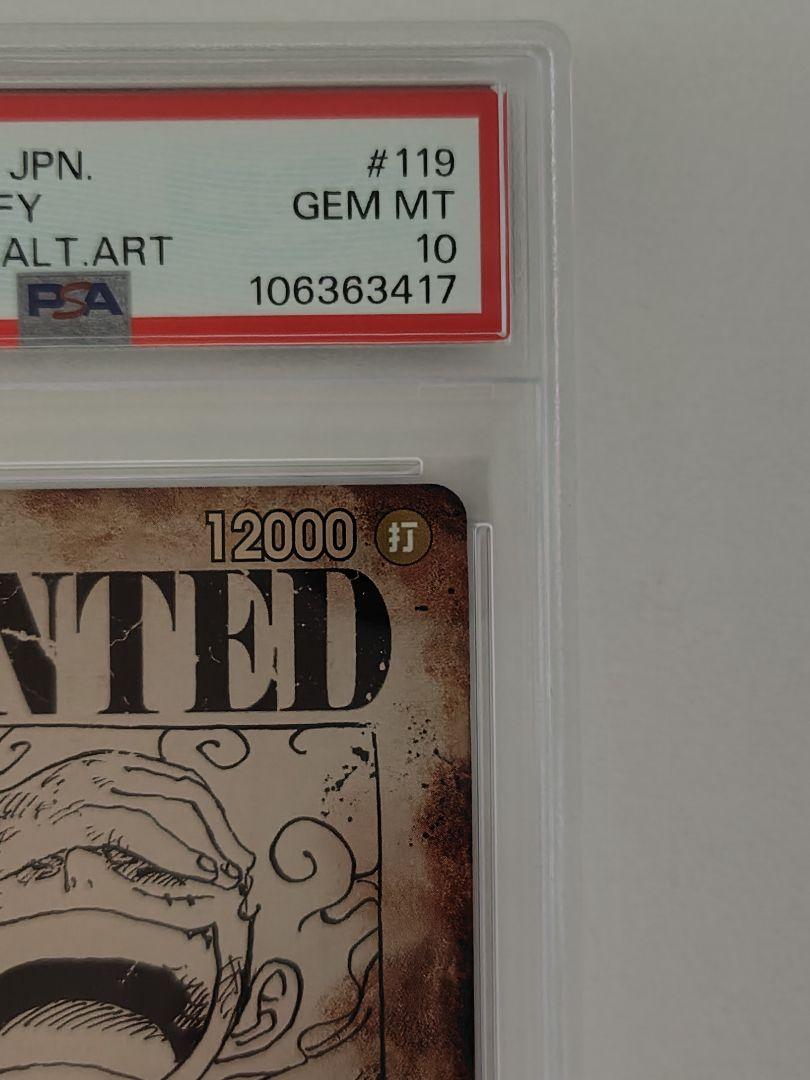 JPN. #119
FY GEM MT
ALT.ART 10
PSA 106363417
12000 打
NTED